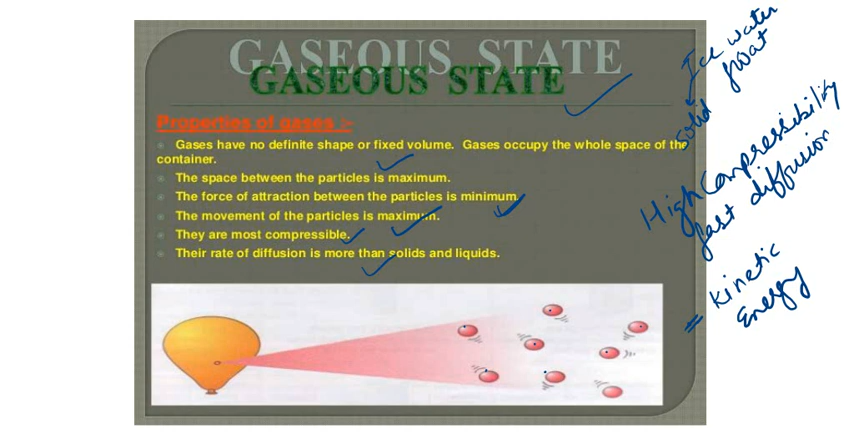 GASEOUS STATE
Properties of gases :-
Gases have no definite shape or fixed volume. Gases occupy the whole space of the
container.
The space between the particles is maximum.
The force of attraction between the particles is minimum.
The movement of the particles is maximum.
They are most compressible.
Their rate of diffusion is more than solids and liquids.
Ice water
solid float
High Compressibility
fast diffusion
= Kinetic
Energy